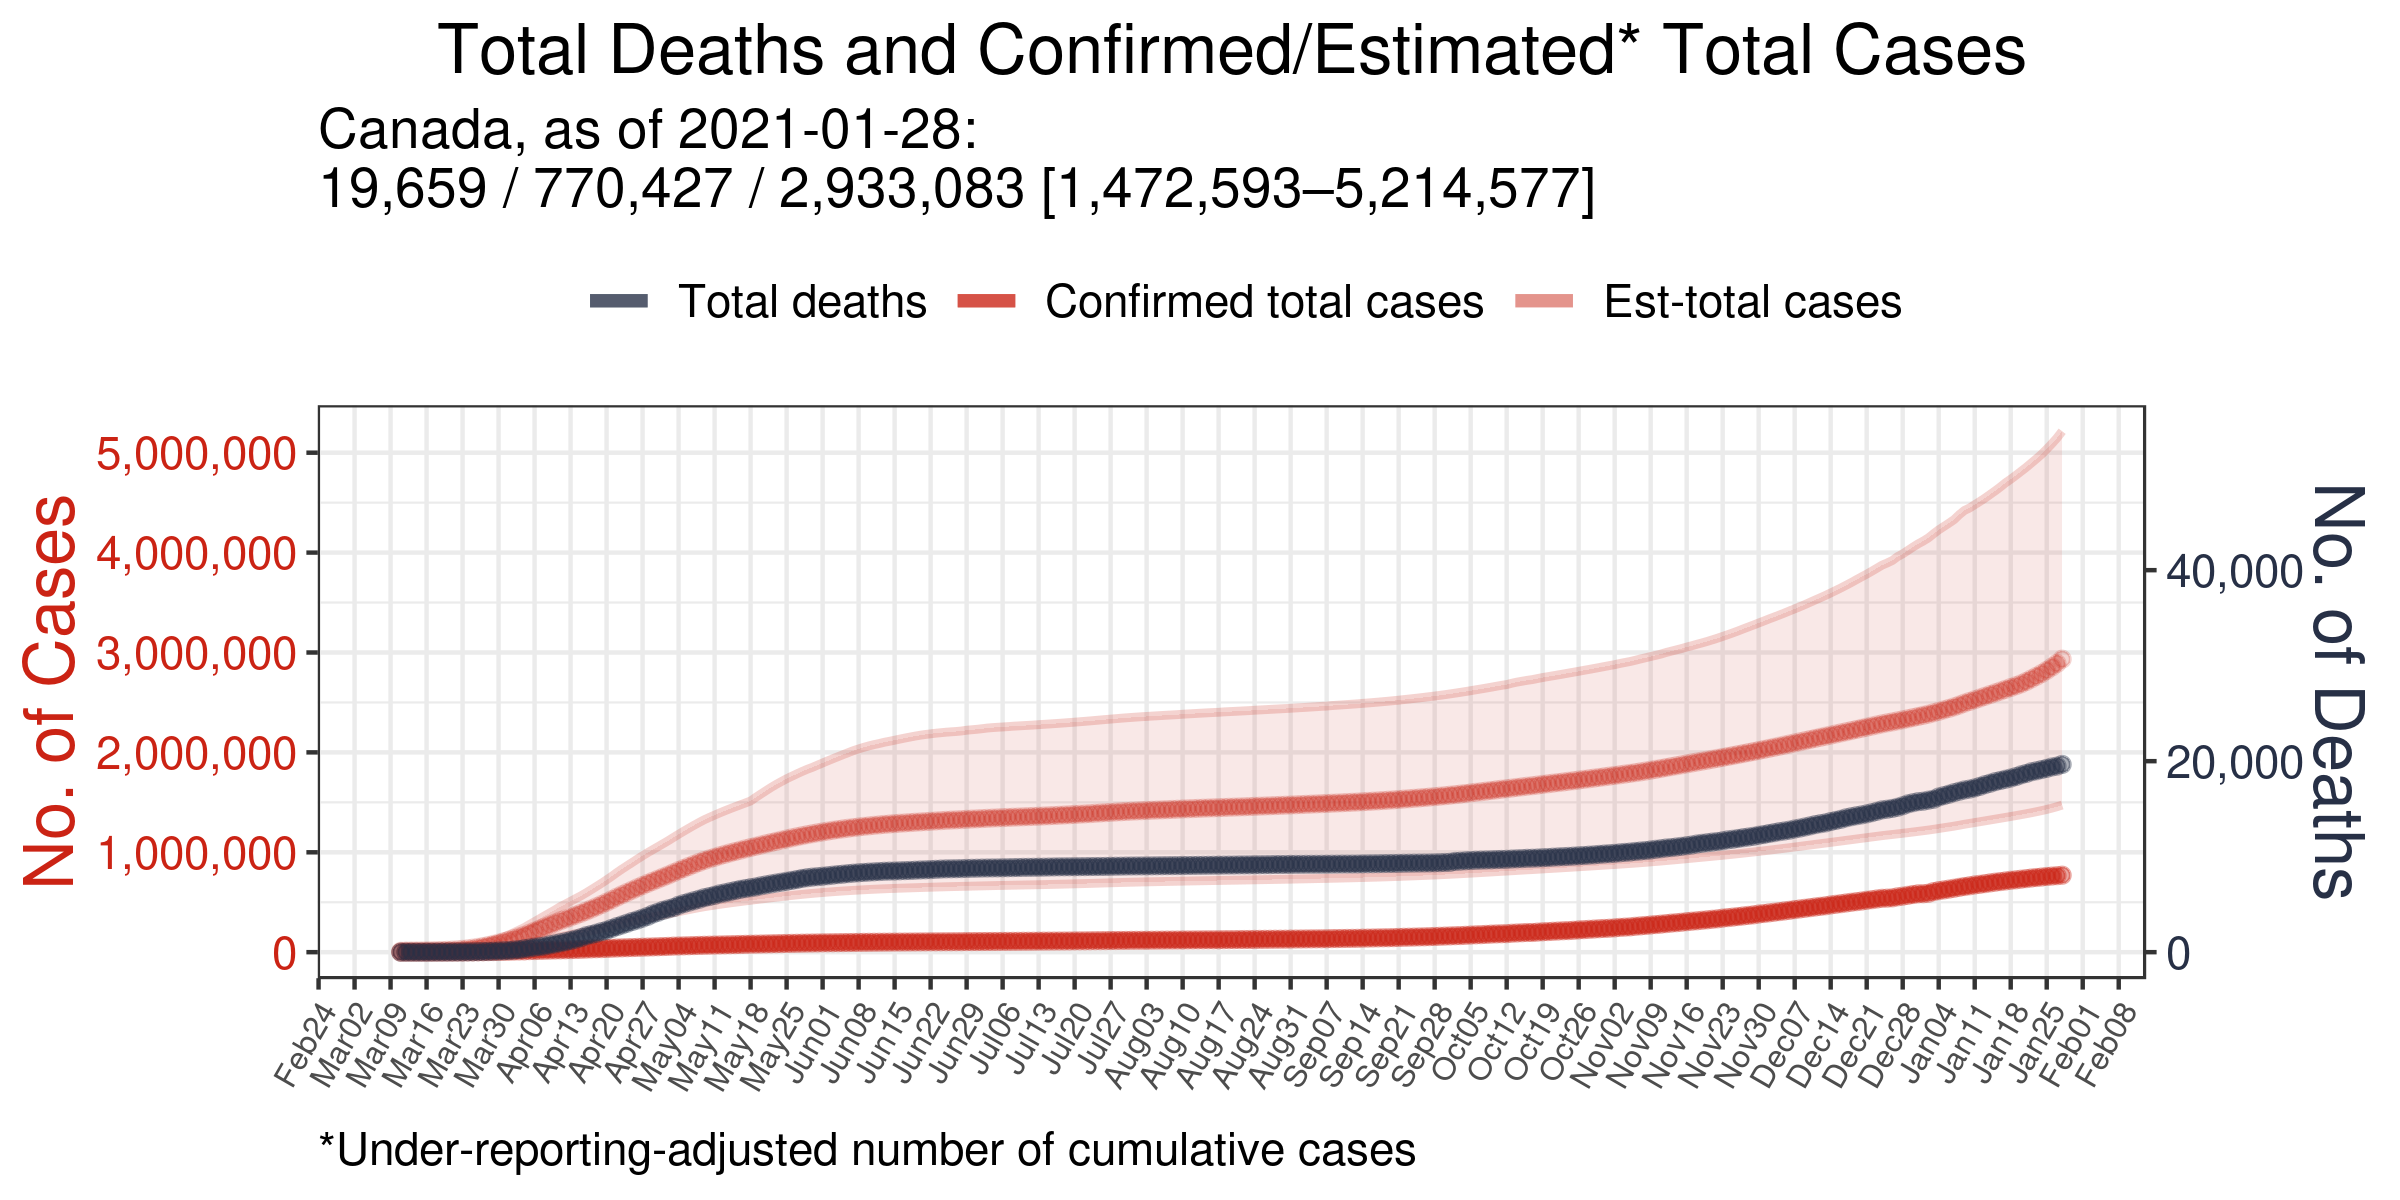 Total Deaths and Confirmed/Estimated* Total Cases
Canada, as of 2021-01-28:
19,659 / 770,427 / 2,933,083 [1,472,593–5,214,577]
Total deaths
Confirmed total cases
Est-total cases
No. of Cases
5,000,000
4,000,000
3,000,000
2,000,000
1,000,000
0
40,000
20,000
0
No. of Deaths
Feb24
Mar02
Mar09
Mar16
Mar23
Mar30
Apr06
Apr13
Apr20
Apr27
May04
May11
May18
May25
Jun01
Jun08
Jun15
Jun22
Jun29
Jul06
Jul13
Jul20
Jul27
Aug03
Aug10
Aug17
Aug24
Aug31
Sep07
Sep14
Sep21
Sep28
Oct05
Oct12
Oct19
Oct26
Nov02
Nov09
Nov16
Nov23
Nov30
Dec07
Dec14
Dec21
Dec28
Jan04
Jan11
Jan18
Jan25
Feb01
Feb08
*Under-reporting-adjusted number of cumulative cases